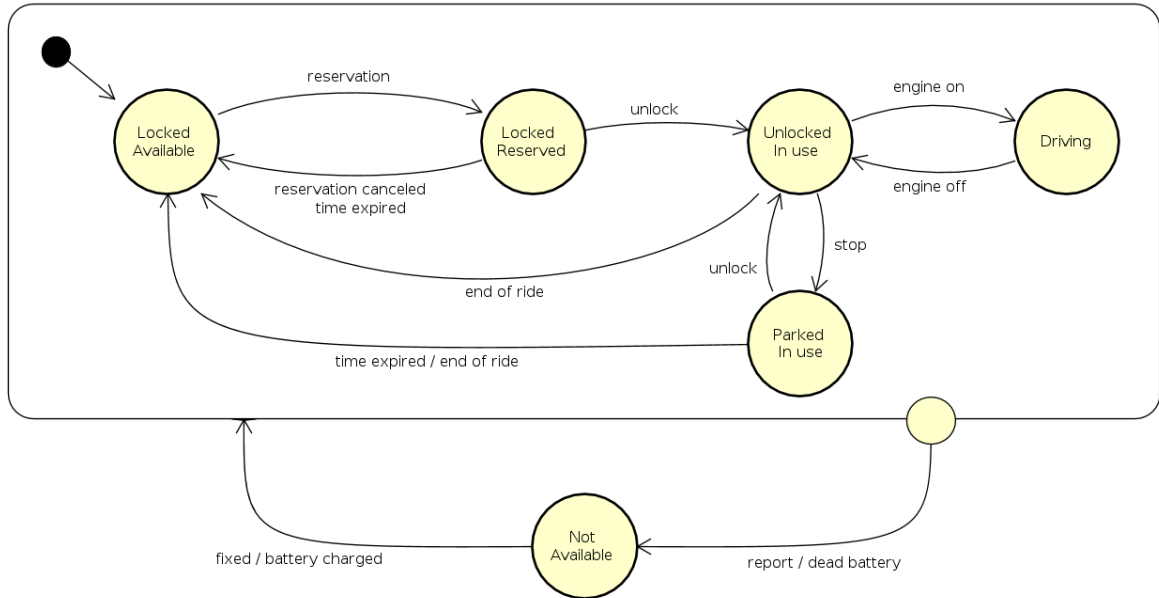 reservation
engine on
Locked
Available
unlock
Locked
Reserved
Unlocked
In use
Driving
reservation canceled
time expired
engine off
stop
unlock
end of ride
Parked
In use
time expired / end of ride
Not
Available
fixed / battery charged
report / dead battery